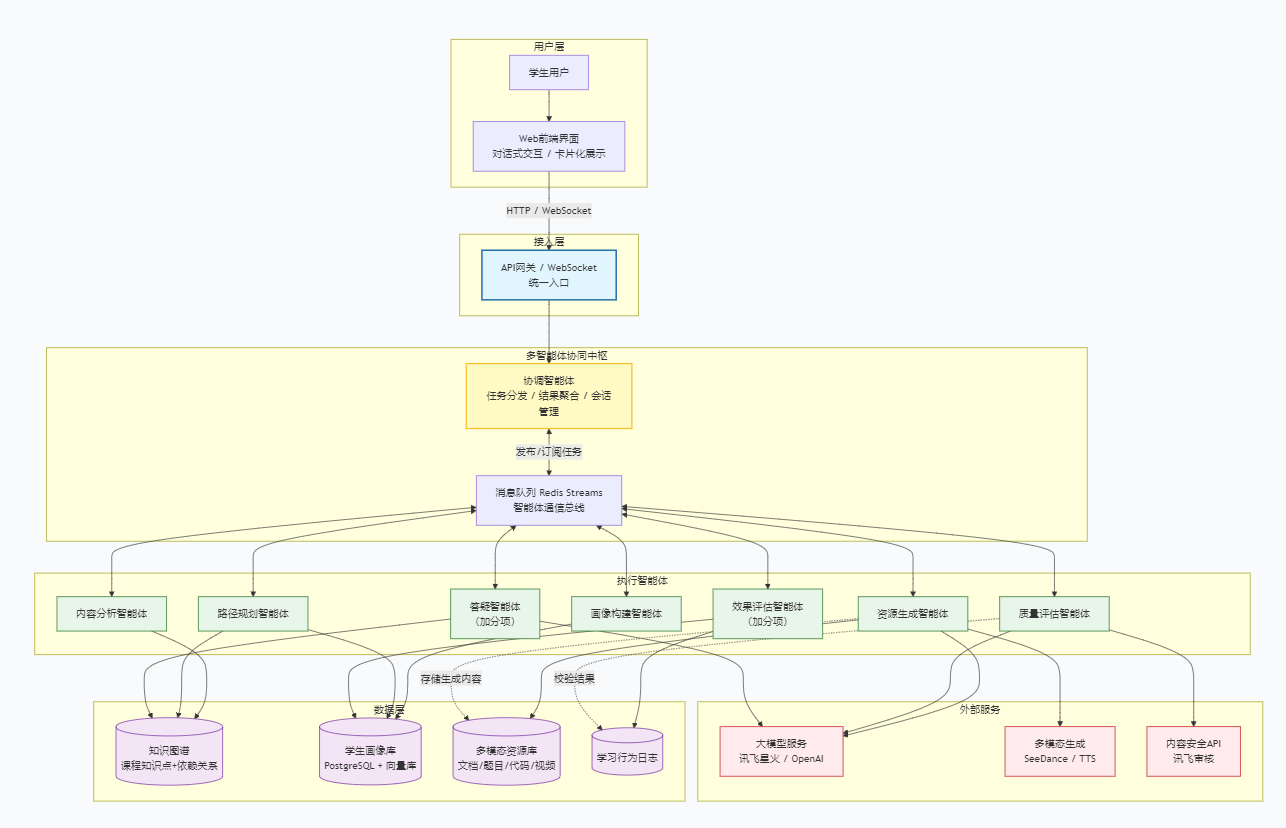 用户层
学生用户
Web前端界面
对话式交互 / 卡片化展示
HTTP / WebSocket
接入层
API网关 / WebSocket
统一入口
多智能体协同中枢
协调智能体
任务分发 / 结果聚合 / 会话
管理
发布/订阅任务
消息队列 Redis Streams
智能体通信总线
执行智能体
内容分析智能体
路径规划智能体
答疑智能体
（加分项）
画像构建智能体
效果评估智能体
（加分项）
资源生成智能体
质量评估智能体
存储生成内容
校验结果
数据层
知识图谱
课程知识点+依赖关系
学生画像库
PostgreSQL + 向量库
多模态资源库
文档/题目/代码/视频
学习行为日志
外部服务
大模型服务
讯飞星火 / OpenAI
多模态生成
SeeDance / TTS
内容安全API
讯飞审核